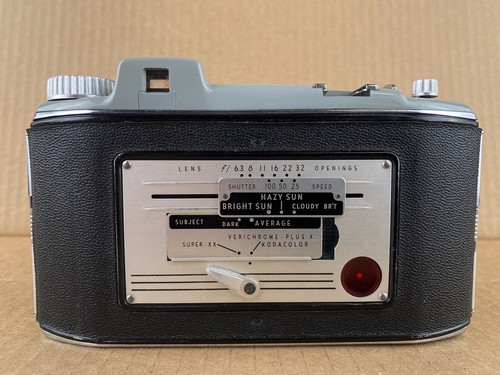 LENS f/ 6.3 8 11 16 22 32 OPENINGS
SHUTTER 100 50 25 SPEED
HAZY SUN
BRIGHT SUN CLOUDY BR'T
SUBJECT DARK AVERAGE
VERICHROME - PLUS X
SUPER-XX KODACOLOR